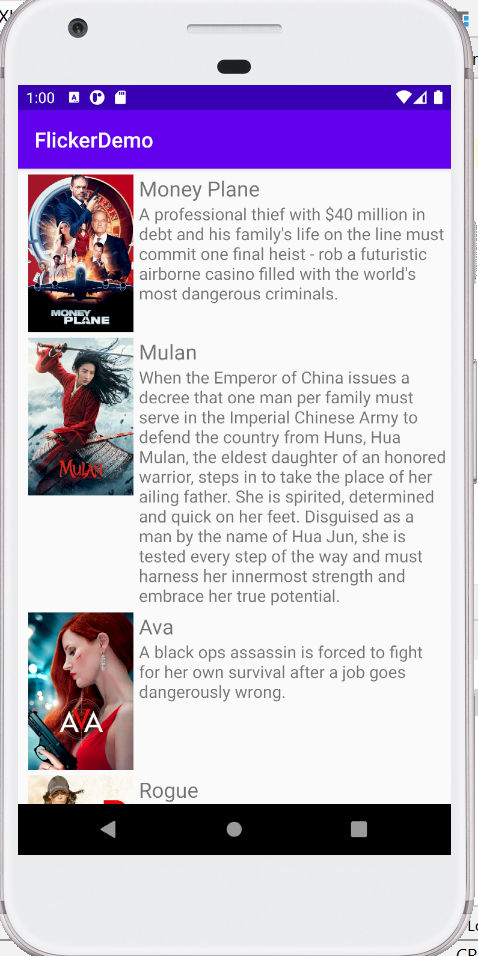 1:00
FlickerDemo
Money Plane
A professional thief with $40 million in
debt and his family's life on the line must
commit one final heist - rob a futuristic
airborne casino filled with the world's
most dangerous criminals.
MONEY
PLANE
Mulan
When the Emperor of China issues a
decree that one man per family must
serve in the Imperial Chinese Army to
defend the country from Huns, Hua
Mulan, the eldest daughter of an honored
warrior, steps in to take the place of her
ailing father. She is spirited, determined
and quick on her feet. Disguised as a
man by the name of Hua Jun, she is
tested every step of the way and must
harness her innermost strength and
embrace her true potential.
MULAN
Ava
A black ops assassin is forced to fight
for her own survival after a job goes
dangerously wrong.
AVA
Rogue